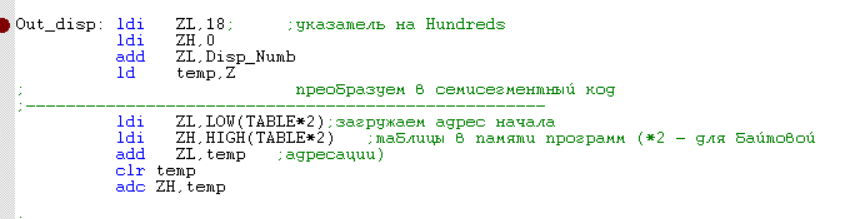 Out_disp: ldi ZL,18; ;указатель на Hundreds
ldi ZH,0
add ZL,Disp_Numb
ld temp,Z
; преобразуем в семисегментный код
;----------------------------------------------------
ldi ZL,LOW(TABLE*2);загружаем адрес начала
ldi ZH,HIGH(TABLE*2) ;таблицы в памяти программ (*2 - для байтовой
add ZL,temp ;адресации)
clr temp
adc ZH,temp